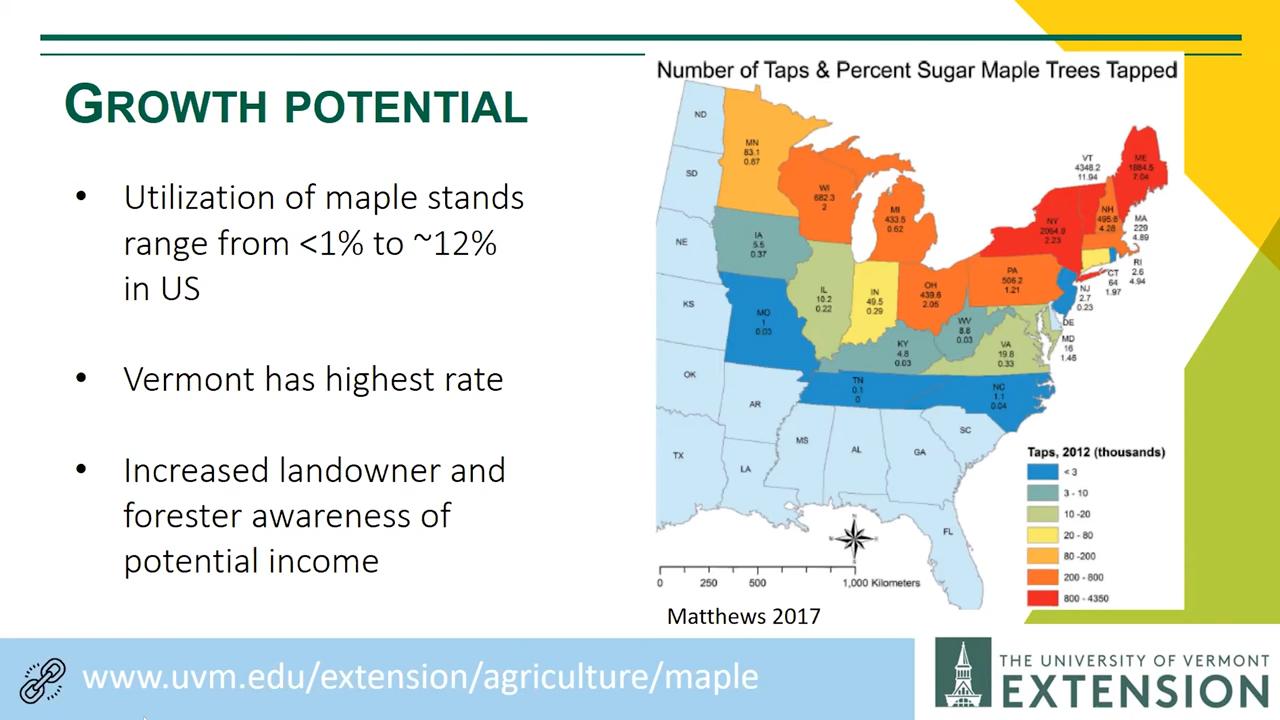 GROWTH POTENTIAL
• Utilization of maple stands
range from <1% to ~12%
in US
• Vermont has highest rate
• Increased landowner and
forester awareness of
potential income
Number of Taps & Percent Sugar Maple Trees Tapped
ND
MN
83.1
0.87
SD
WI
682.3
2
MI
433.5
0.62
VT
4348.2
11.94
ME
1884.5
7.04
NH
495.8
4.28
NY
2064.9
2.23
MA
229
4.89
RI
2.6
4.94
CT
64
1.97
NE
IA
5.5
0.37
IL
10.2
0.22
IN
49.5
0.29
OH
439.6
2.05
PA
506.2
1.21
NJ
2.7
0.23
DE
MD
16
1.46
KS
MO
1
0.03
KY
4.8
0.03
WV
8.8
0.03
VA
19.8
0.33
OK
AR
TN
0.1
0
NC
1.1
0.04
SC
TX
LA
MS
AL
GA
FL
Taps, 2012 (thousands)
< 3
3 - 10
10 -20
20 - 80
80 -200
200 - 800
800 - 4350
N
0 250 500 1,000 Kilometers
Matthews 2017
www.uvm.edu/extension/agriculture/maple
THE UNIVERSITY OF VERMONT
EXTENSION